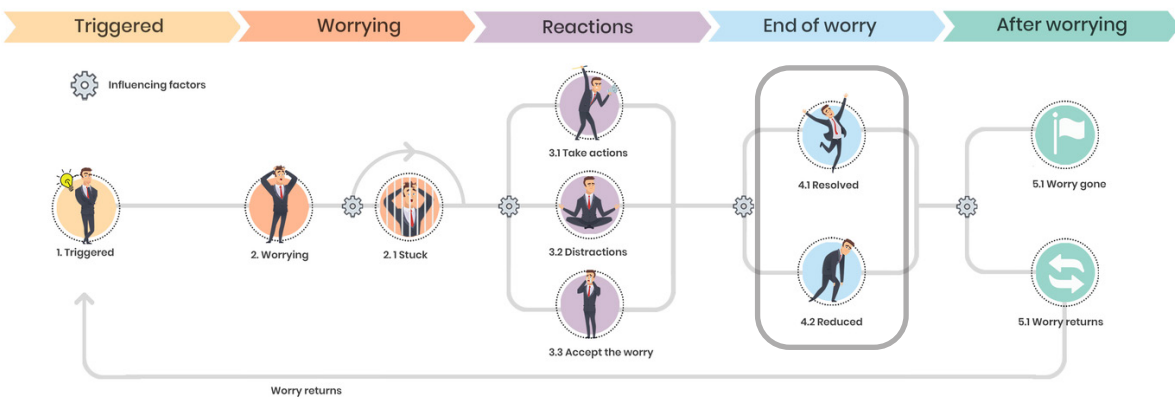 Triggered
Worrying
Reactions
End of worry
After worrying
Influencing factors
1. Triggered
2. Worrying
2. 1 Stuck
3.1 Take actions
3.2 Distractions
3.3 Accept the worry
4.1 Resolved
4.2 Reduced
5.1 Worry gone
5.1 Worry returns
Worry returns